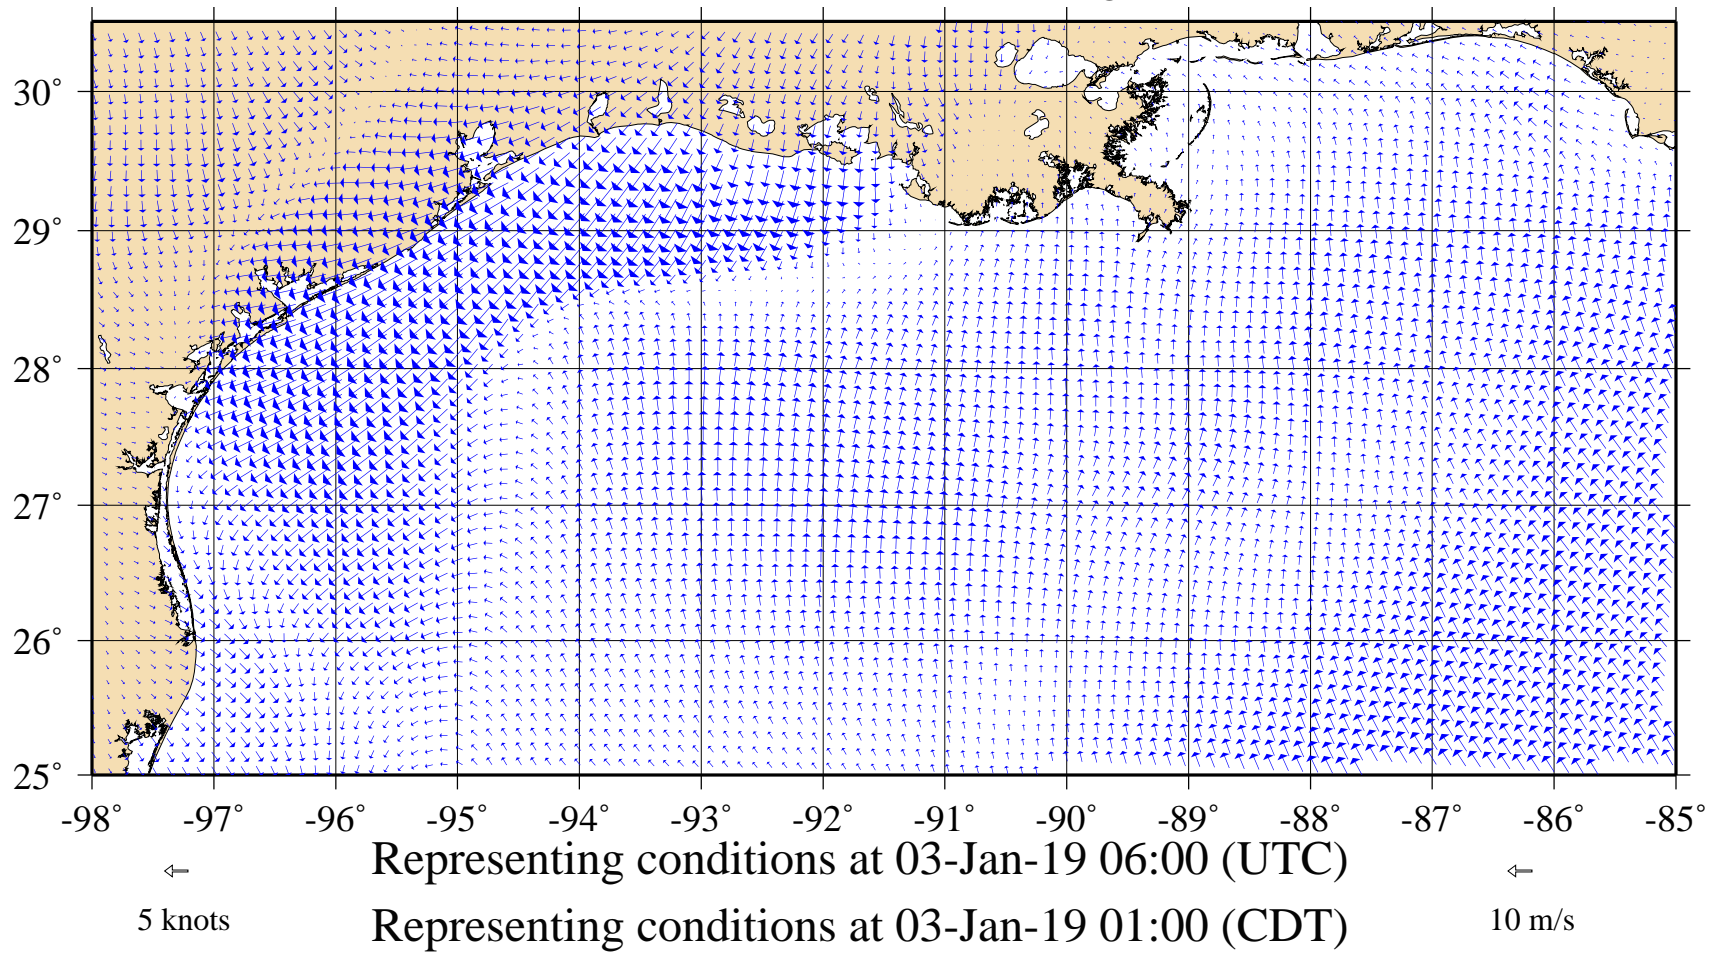 30°
29°
28°
27°
26°
25°
-98° -97° -96° -95° -94° -93° -92° -91° -90° -89° -88° -87° -86° -85°
Representing conditions at 03-Jan-19 06:00 (UTC)
5 knots
10 m/s
Representing conditions at 03-Jan-19 01:00 (CDT)